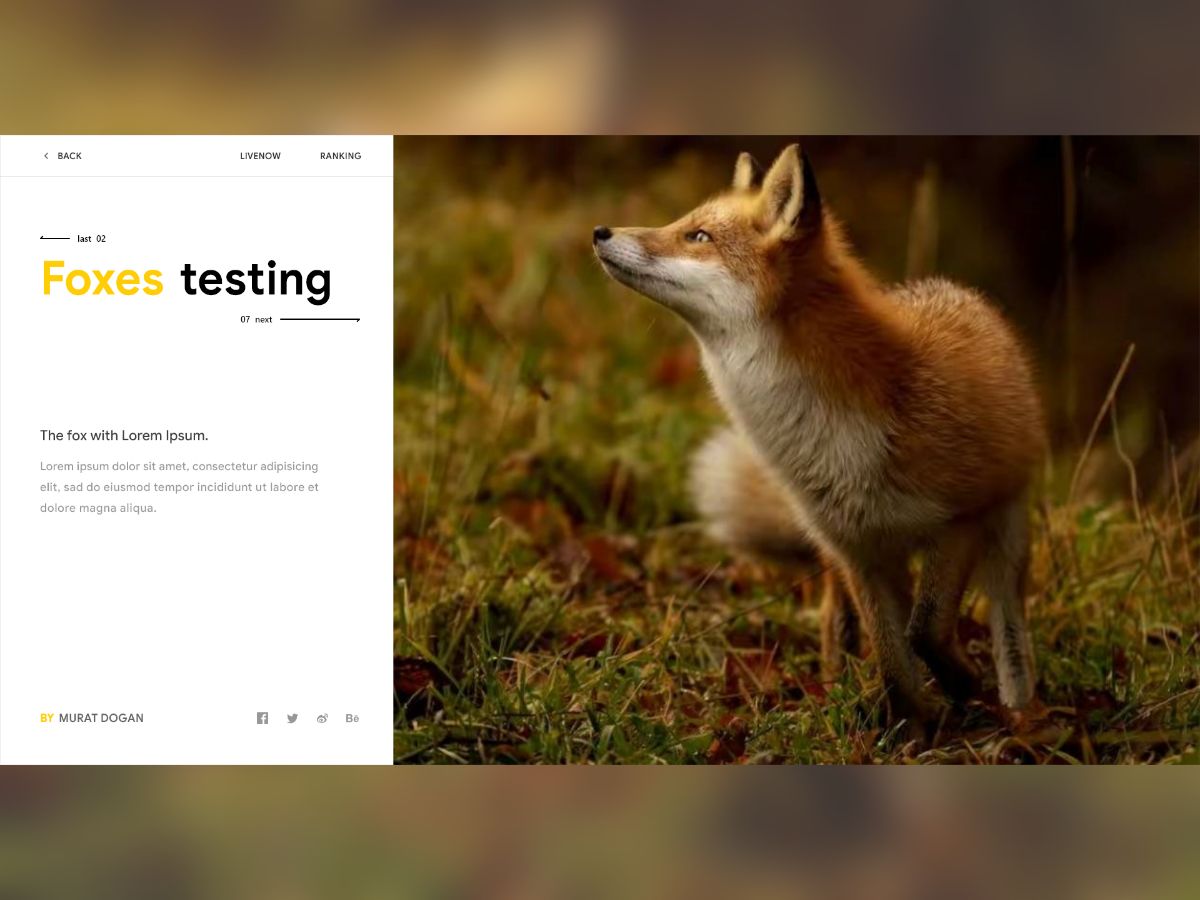 BACK LIVENOW RANKING
last 02
Foxes testing
07 next
The fox with Lorem Ipsum.
Lorem ipsum dolor sit amet, consectetur adipisicing
elit, sad do eiusmod tempor incididunt ut labore et
dolore magna aliqua.
BY MURAT DOGAN Bē